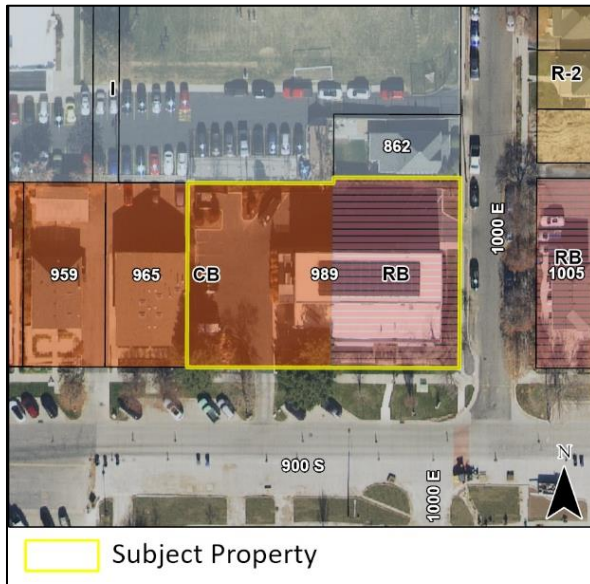 I
R-2
862
1000 E
959
965
CB
989
RB
RB
1005
900 S
1000 E
N
Subject Property